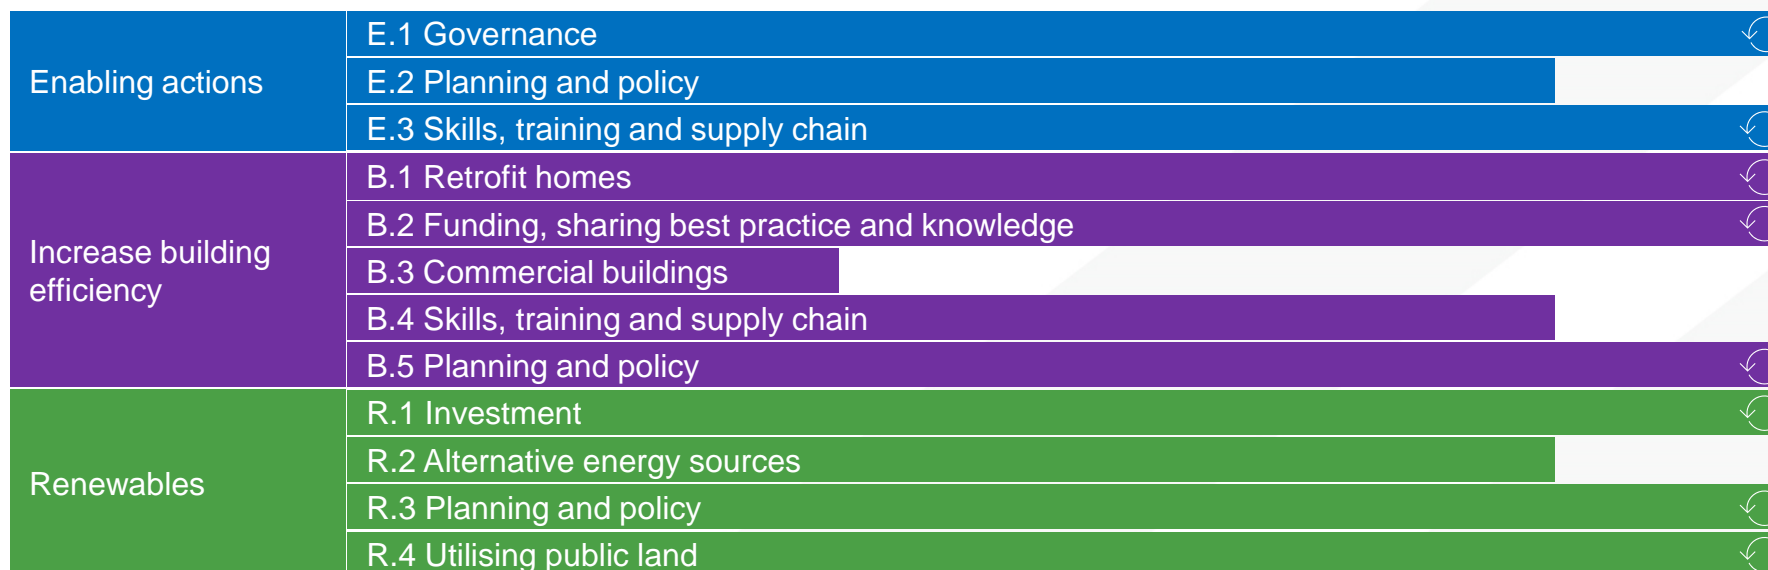 Enabling actions
E.1 Governance
E.2 Planning and policy
E.3 Skills, training and supply chain
Increase building
efficiency
B.1 Retrofit homes
B.2 Funding, sharing best practice and knowledge
B.3 Commercial buildings
B.4 Skills, training and supply chain
B.5 Planning and policy
Renewables
R.1 Investment
R.2 Alternative energy sources
R.3 Planning and policy
R.4 Utilising public land